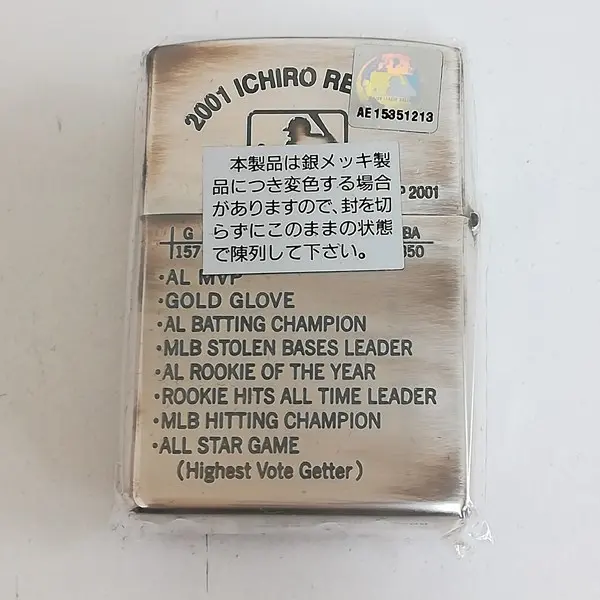 2001 ICHIRO RE
AE15351213
2001
本製品は銀メッキ製
品につき変色する場合
がありますので、封を切
らずにこのままの状態
で陳列して下さい。
G BA
157 350
・AL MVP
・GOLD GLOVE
・AL BATTING CHAMPION
・MLB STOLEN BASES LEADER
・AL ROOKIE OF THE YEAR
・ROOKIE HITS ALL TIME LEADER
・MLB HITTING CHAMPION
・ALL STAR GAME
(Highest Vote Getter)